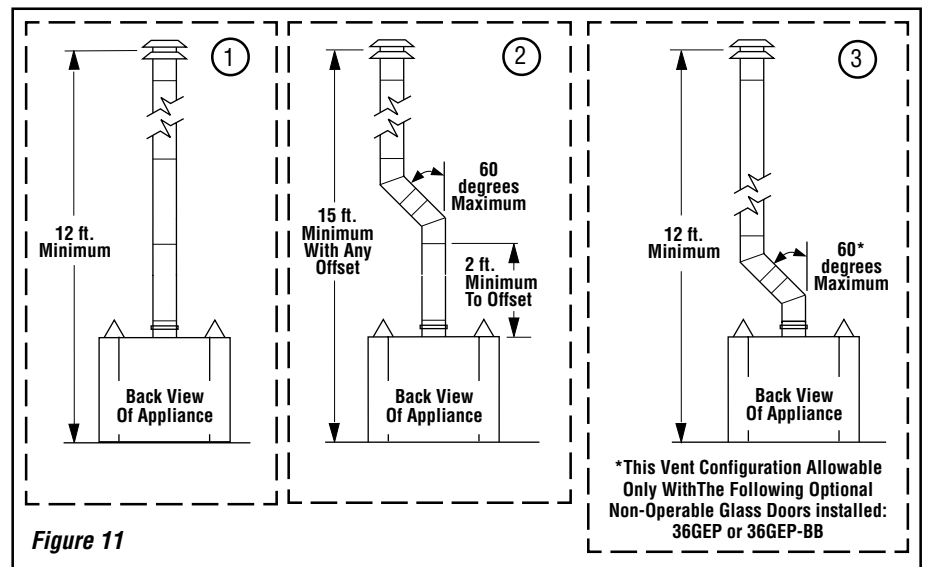 1
12 ft.
Minimum
Back View
Of Appliance
2
60
degrees
Maximum
15 ft.
Minimum
With Any
Offset
2 ft.
Minimum
To Offset
Back View
Of Appliance
3
12 ft.
Minimum
60*
degrees
Maximum
Back View
Of Appliance
*This Vent Configuration Allowable
Only WithThe Following Optional
Non-Operable Glass Doors installed:
36GEP or 36GEP-BB
Figure 11